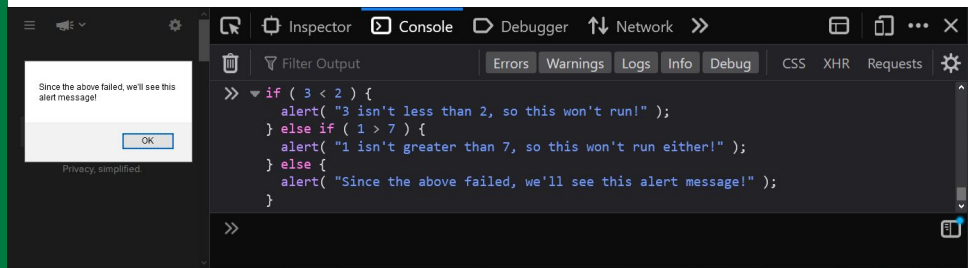 Inspector Console Debugger Network
Filter Output Errors Warnings Logs Info Debug CSS XHR Requests
Since the above failed, we'll see this
alert message!
OK
Privacy, simplified.
if ( 3 < 2 ) {
alert( "3 isn't less than 2, so this won't run!" );
} else if ( 1 > 7 ) {
alert( "1 isn't greater than 7, so this won't run either!" );
} else {
alert( "Since the above failed, we'll see this alert message!" );
}